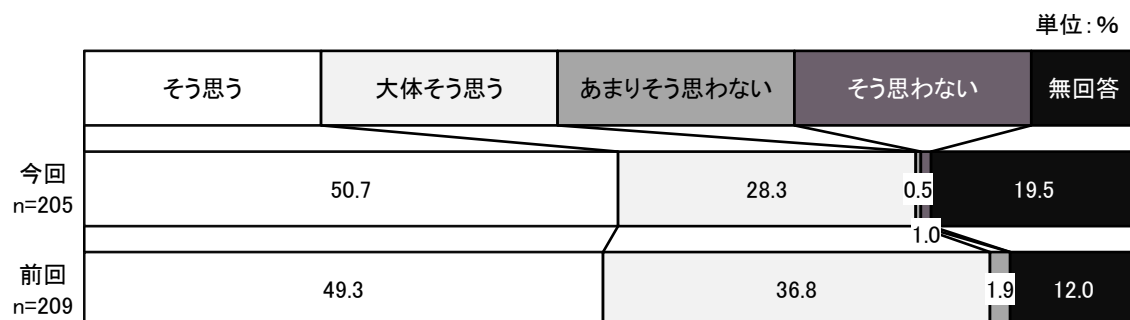 単位：%
そう思う 大体そう思う あまりそう思わない そう思わない 無回答
今回
n=205
50.7 28.3 0.5 1.0 19.5
前回
n=209
49.3 36.8 1.9 12.0